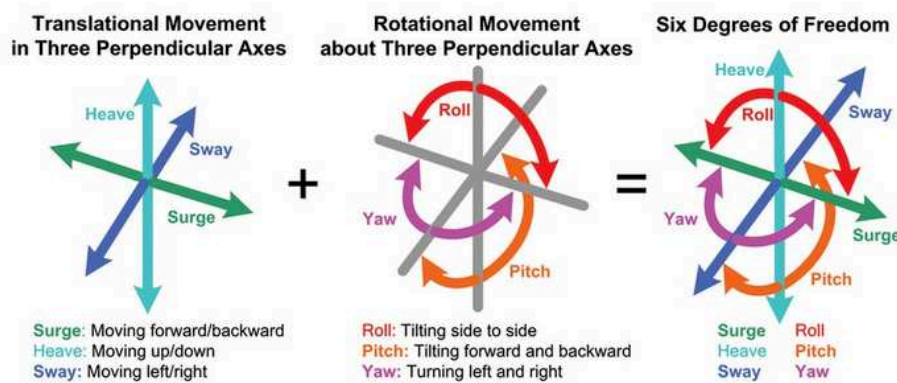 Translational Movement
in Three Perpendicular Axes
Heave
Sway
Surge
Surge: Moving forward/backward
Heave: Moving up/down
Sway: Moving left/right
+
Rotational Movement
about Three Perpendicular Axes
Roll
Yaw
Pitch
Roll: Tilting side to side
Pitch: Tilting forward and backward
Yaw: Turning left and right
=
Six Degrees of Freedom
Heave
Roll
Sway
Yaw
Surge
Pitch
Surge Roll
Heave Pitch
Sway Yaw